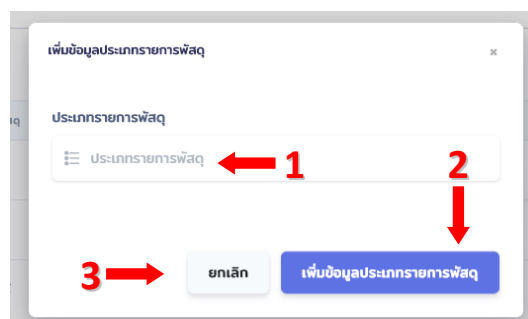 เพิ่มข้อมูลประเภทรายการพัสดุ ×
ประเภทรายการพัสดุ
ประเภทรายการพัสดุ 1
2
3 ยกเลิก เพิ่มข้อมูลประเภทรายการพัสดุ